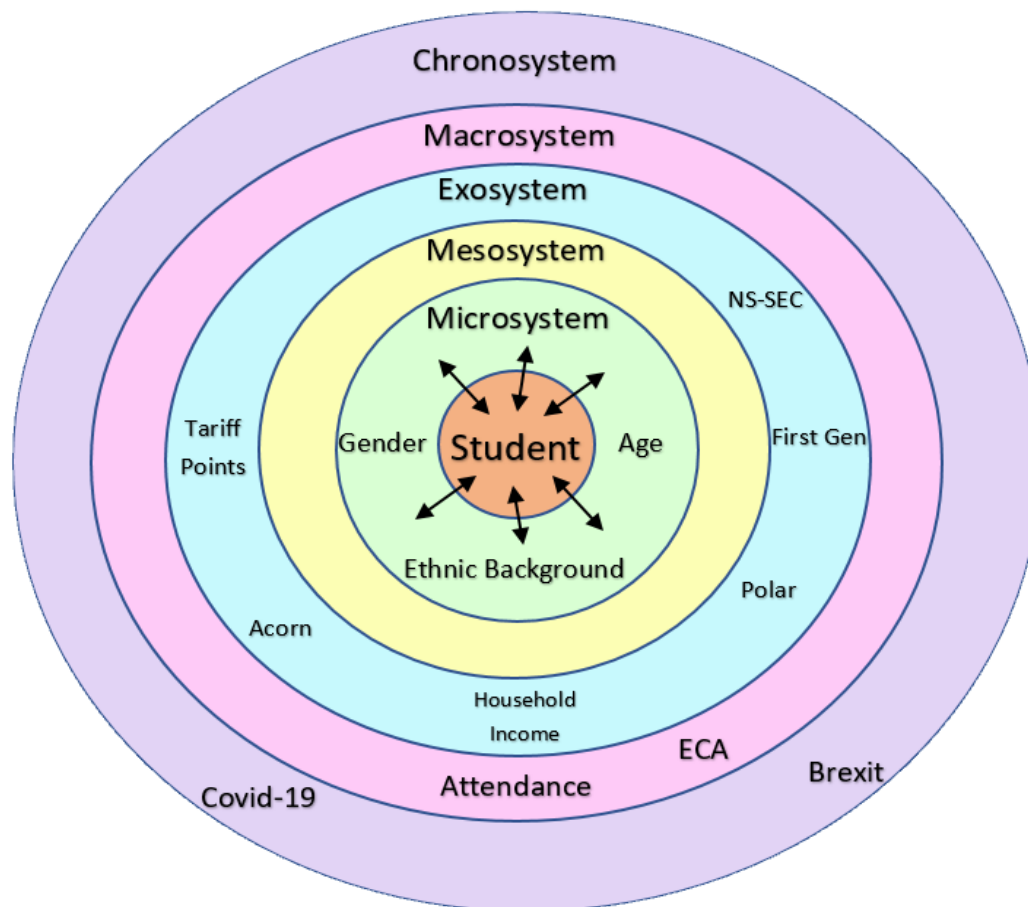 Chronosystem
Macrosystem
Exosystem
Mesosystem
NS-SEC
Microsystem
Tariff
Points
Gender
Student
Age
First Gen
Ethnic Background
Polar
Acorn
Household
Income
ECA
Brexit
Attendance
Covid-19